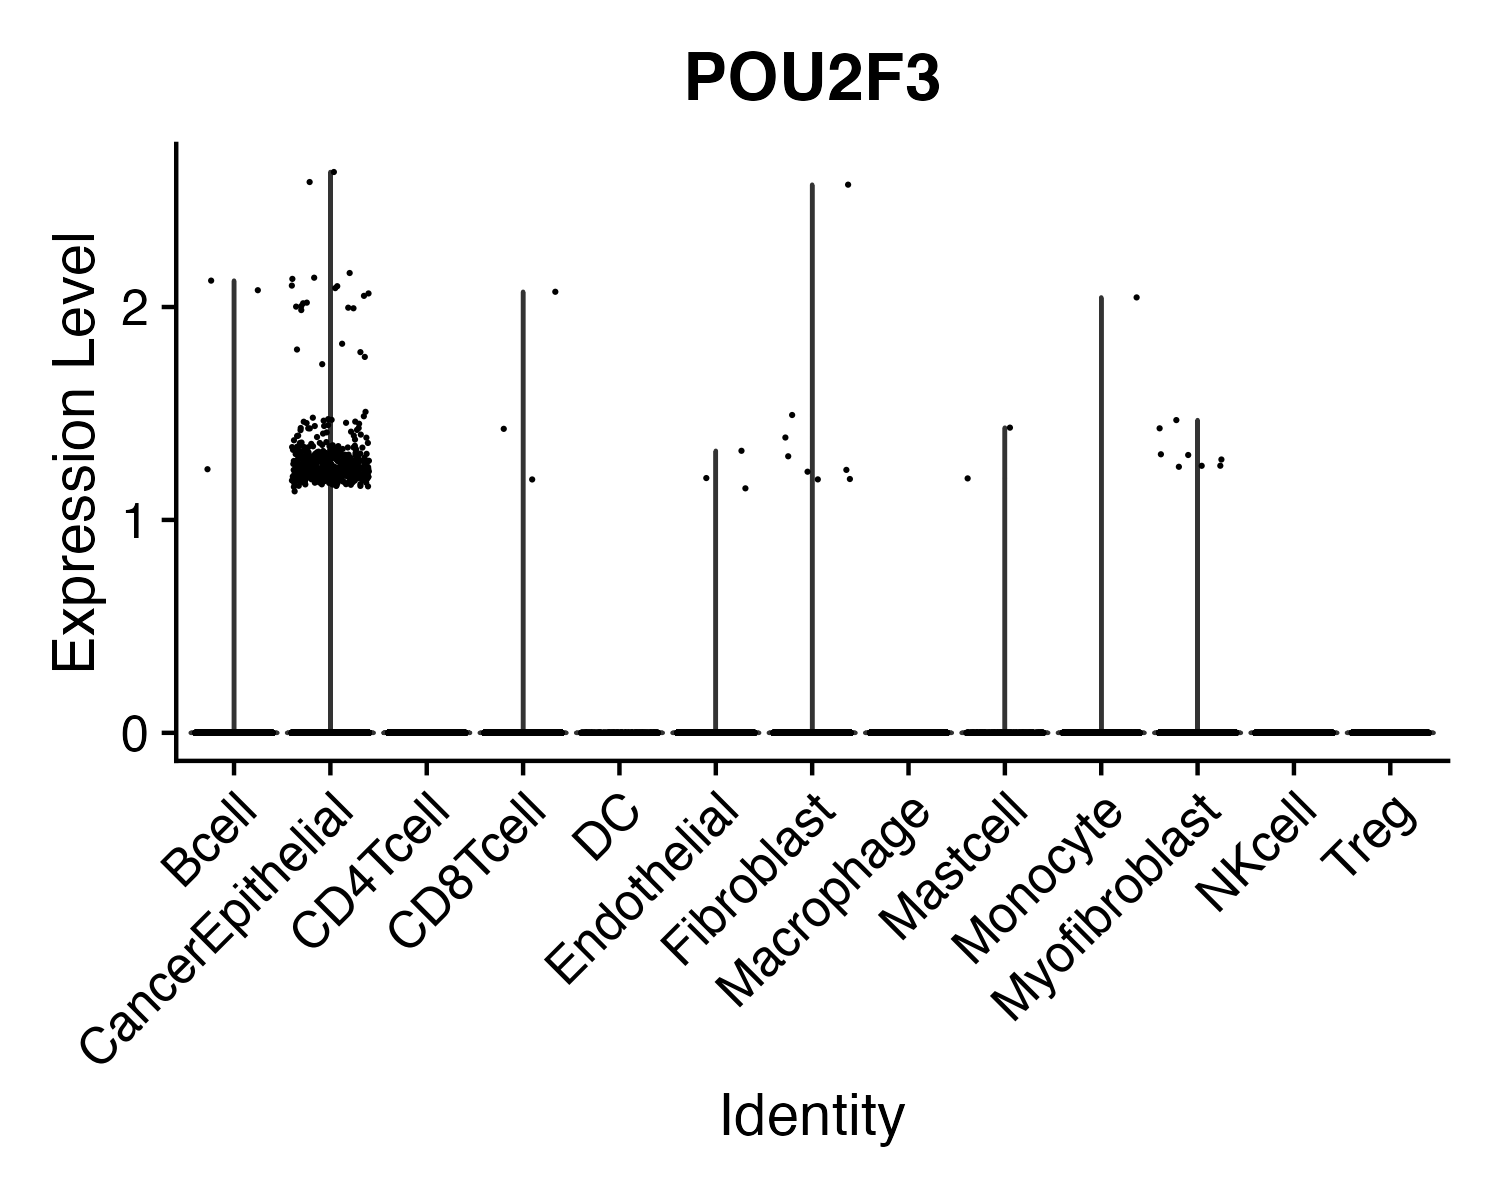 POU2F3
Expression Level
2
1
0
Bcell
CancerEpithelial
CD4Tcell
CD8Tcell
DC
Endothelial
Fibroblast
Macrophage
Mastcell
Monocyte
Myofibroblast
NKcell
Treg
Identity